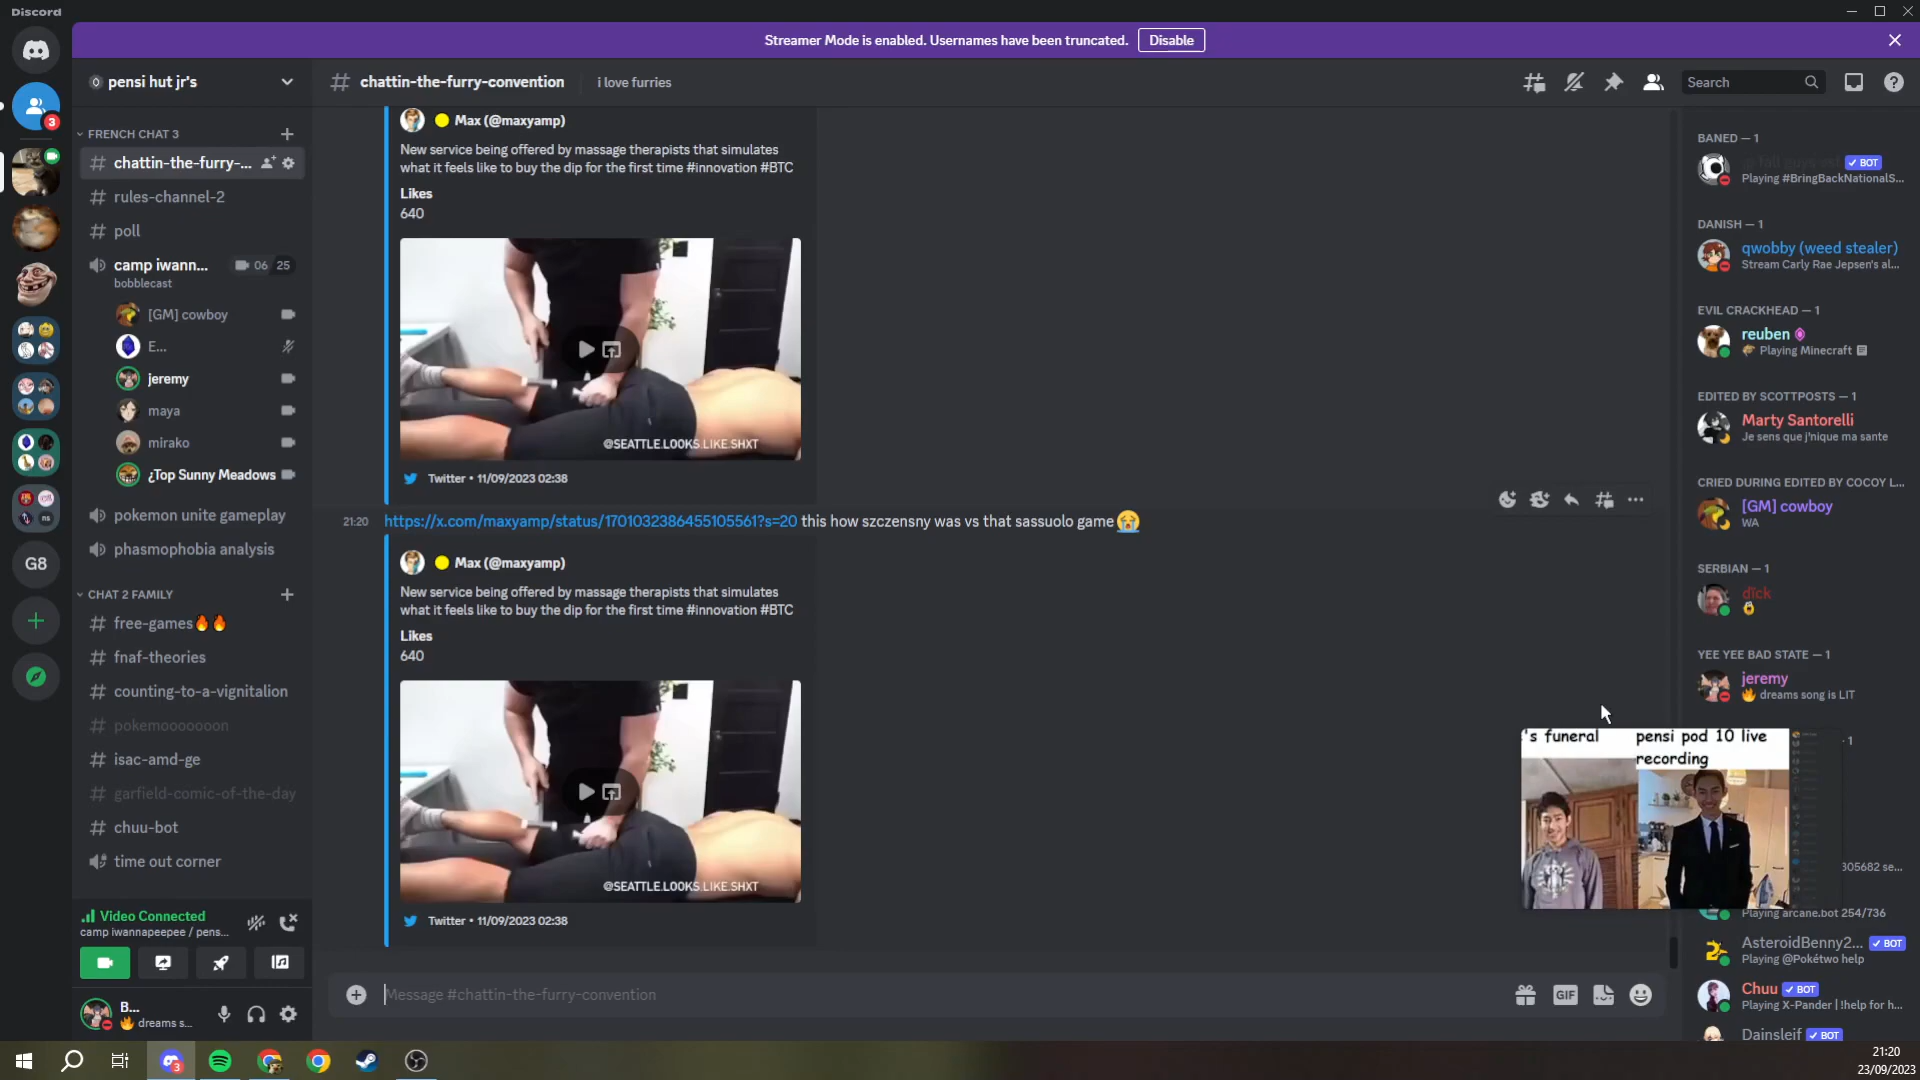 Discord
Streamer Mode is enabled. Usernames have been truncated. Disable
pensi hut jr's
chattin-the-furry-convention i love furries
Search
FRENCH CHAT 3
chattin-the-furry-...
rules-channel-2
poll
camp iwann... 06 25
bobblecast
[GM] cowboy
E...
jeremy
maya
mirako
¿Top Sunny Meadows
pokemon unite gameplay
phasmophobia analysis
CHAT 2 FAMILY
free-games🔥🔥
fnaf-theories
counting-to-a-vignitalion
pokemooooooon
isac-amd-ge
garfield-comic-of-the-day
chuu-bot
time out corner
Video Connected
camp iwannapeepee / pens...
B...
🔥 dreams s...
3
G8
Max (@maxyamp)
New service being offered by massage therapists that simulates
what it feels like to buy the dip for the first time #innovation #BTC
Likes
640
@SEATTLE.LOOKS.LIKE.SHXT
Twitter • 11/09/2023 02:38
21:20 https://x.com/maxyamp/status/1701032386455105561?s=20 this how szczensny was vs that sassuolo game😭
Max (@maxyamp)
New service being offered by massage therapists that simulates
what it feels like to buy the dip for the first time #innovation #BTC
Likes
640
@SEATTLE.LOOKS.LIKE.SHXT
Twitter • 11/09/2023 02:38
Message #chattin-the-furry-convention
GIF
BANED — 1
BOT
Playing #BringBackNationalS...
DANISH — 1
qwobby (weed stealer)
Stream Carly Rae Jepsen's al...
EVIL CRACKHEAD — 1
reuben
Playing Minecraft
EDITED BY SCOTTPOSTS — 1
Marty Santorelli
Je sens que j'nique ma sante
CRIED DURING EDITED BY COCOY L...
[GM] cowboy
WA
SERBIAN — 1
dick
YEE YEE BAD STATE — 1
jeremy
🔥 dreams song is LIT
's funeral
pensi pod 10 live
recording
1
305682 se...
Playing arcane.bot 254/736
AsteroidBenny2... BOT
Playing @Pokétwo help
Chuu BOT
Playing X-Pander | !help for h...
Dainsleif BOT
3
21:20
23/09/2023